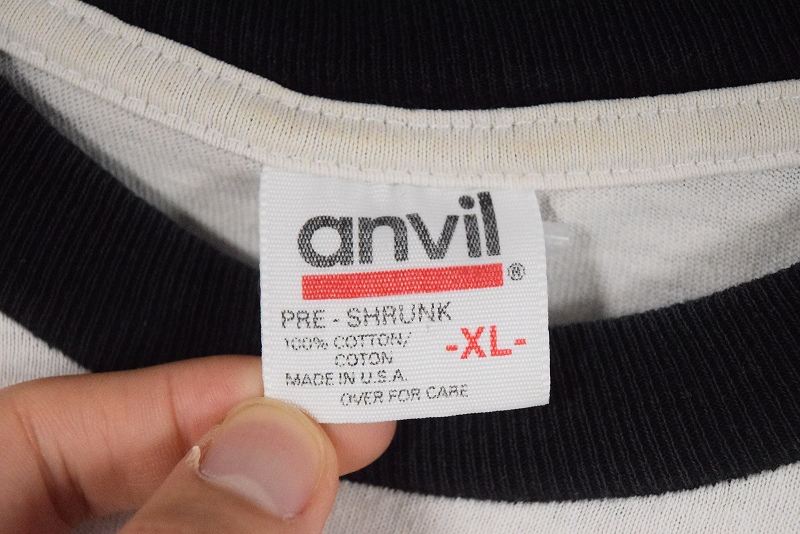 anvil®
PRE - SHRUNK
100% COTTON/
COTON
-XL-
MADE IN U.S.A.
OVER FOR CARE